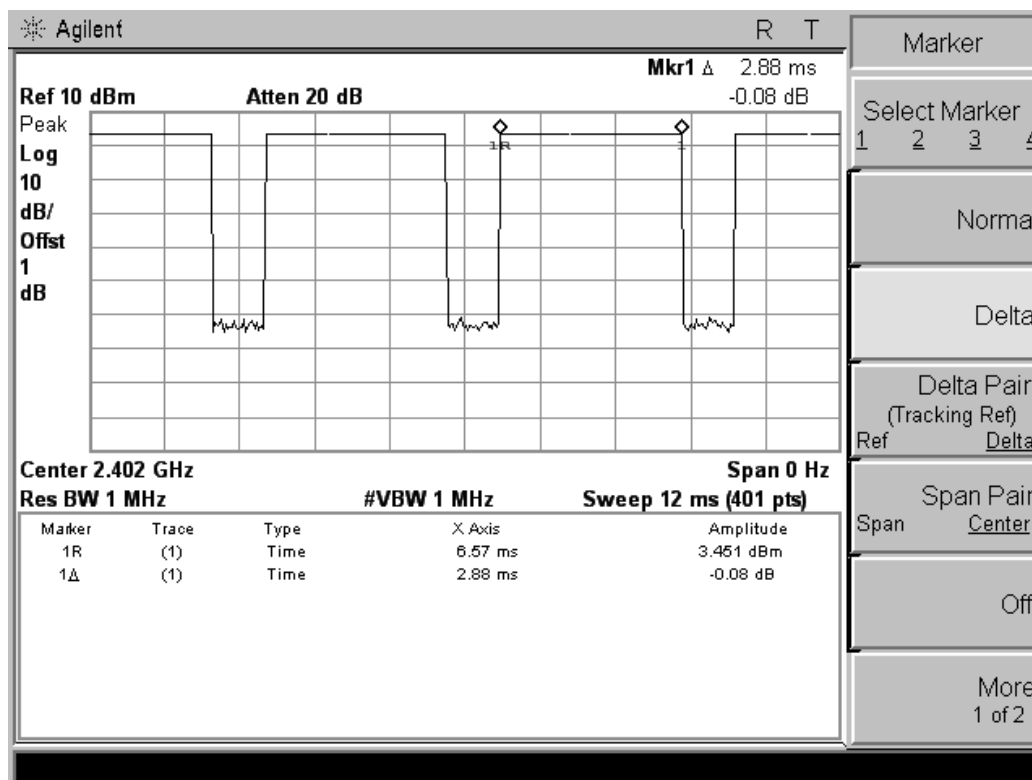 Agilent R T
Mkr1 Δ 2.88 ms
Ref 10 dBm Atten 20 dB -0.08 dB
Peak
Log
10
dB/
Offst
1
dB
1R 1
Center 2.402 GHz Span 0 Hz
Res BW 1 MHz #VBW 1 MHz Sweep 12 ms (401 pts)
Marker Trace Type X Axis Amplitude
1R (1) Time 6.57 ms 3.451 dBm
1Δ (1) Time 2.88 ms -0.08 dB
Marker
Select Marker
1 2 3 4
Norma
Delta
Delta Pair
(Tracking Ref)
Ref Delta
Span Pair
Span Center
Off
More
1 of 2